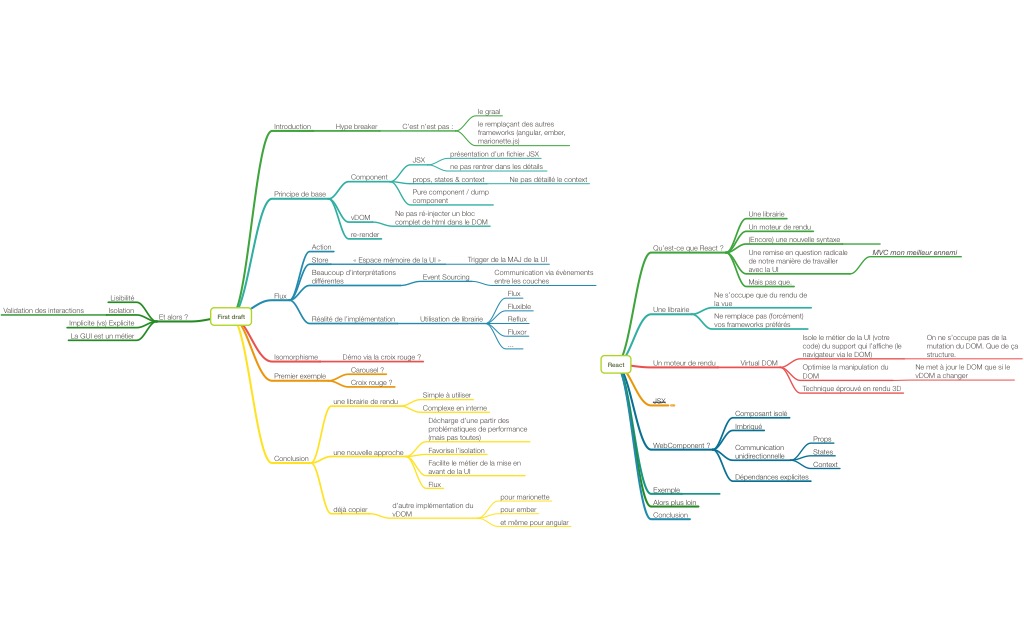 First draft
Introduction
Hype breaker
C'est n'est pas :
le graal
le remplaçant des autres
frameworks (angular, ember,
marionette.js)
Principe de base
Component
JSX
présentation d'un fichier JSX
ne pas rentrer dans les détails
props, states & context
Ne pas détaillé le context
Pure component / dump
component
vDOM
Ne pas ré-injecter un bloc
complet de html dans le DOM
re-render
Flux
Action
Store
« Espace mémoire de la UI »
Trigger de la MAJ de la UI
Beaucoup d'interprétations
différentes
Event Sourcing
Communication via évènements
entre les couches
Réalité de l'implémentation
Utilisation de librairie
Flux
Fluxible
Reflux
Fluxor
...
Isomorphisme
Démo via la croix rouge ?
Premier exemple
Carousel ?
Croix rouge ?
Conclusion
une librairie de rendu
Simple à utiliser
Complexe en interne
une nouvelle approche
Décharge d'une partir des
problématiques de performance
(mais pas toutes)
Favorise l'isolation
Facilite le métier de la mise en
avant de la UI
Flux
déjà copier
d'autre implémentation du
vDOM
pour marionette
pour ember
et même pour angular
Et alors ?
Lisibilité
Isolation
Validation des interactions
Implicite (vs) Explicite
La GUI est un métier
React
Qu'est-ce que React ?
Une librairie
Un moteur de rendu
(Encore) une nouvelle syntaxe
Une remise en question radicale
de notre manière de travailler
avec la UI
MVC mon meilleur ennemi
Mais pas que
Une librairie
Ne s'occupe que du rendu de
la vue
Ne remplace pas (forcément)
vos frameworks préférés
Un moteur de rendu
Virtual DOM
Isole le métier de la UI (votre
code) du support qui l'affiche (le
navigateur via le DOM)
On ne s'occupe pas de la
mutation du DOM. Que de ça
structure.
Optimise la manipulation du
DOM
Ne met à jour le DOM que si le
vDOM a changer
Technique éprouvé en rendu 3D
JSX
WebComponent ?
Composant isolé
Imbriqué
Communication
unidirectionnelle
Props
States
Context
Dépendances explicites
Exemple
Alors plus loin
Conclusion